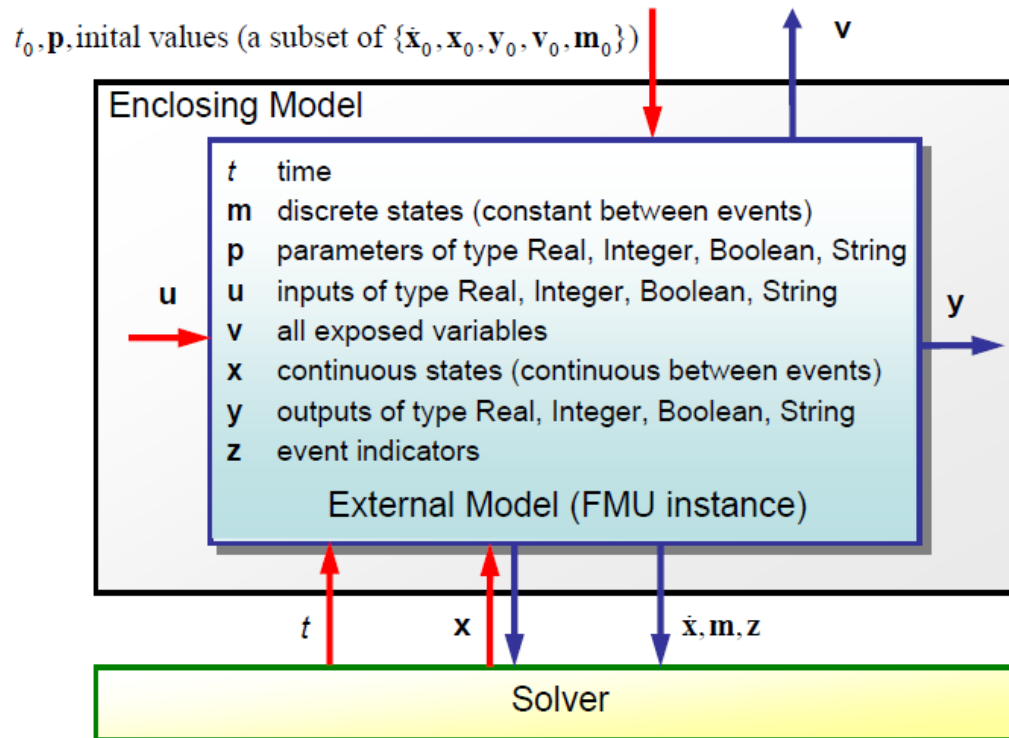 t₀, p, inital values (a subset of {ẋ₀, x₀, y₀, v₀, m₀})
v
Enclosing Model
t time
m discrete states (constant between events)
p parameters of type Real, Integer, Boolean, String
u
u inputs of type Real, Integer, Boolean, String
y
v all exposed variables
x continuous states (continuous between events)
y outputs of type Real, Integer, Boolean, String
z event indicators
External Model (FMU instance)
t
x
ẋ, m, z
Solver